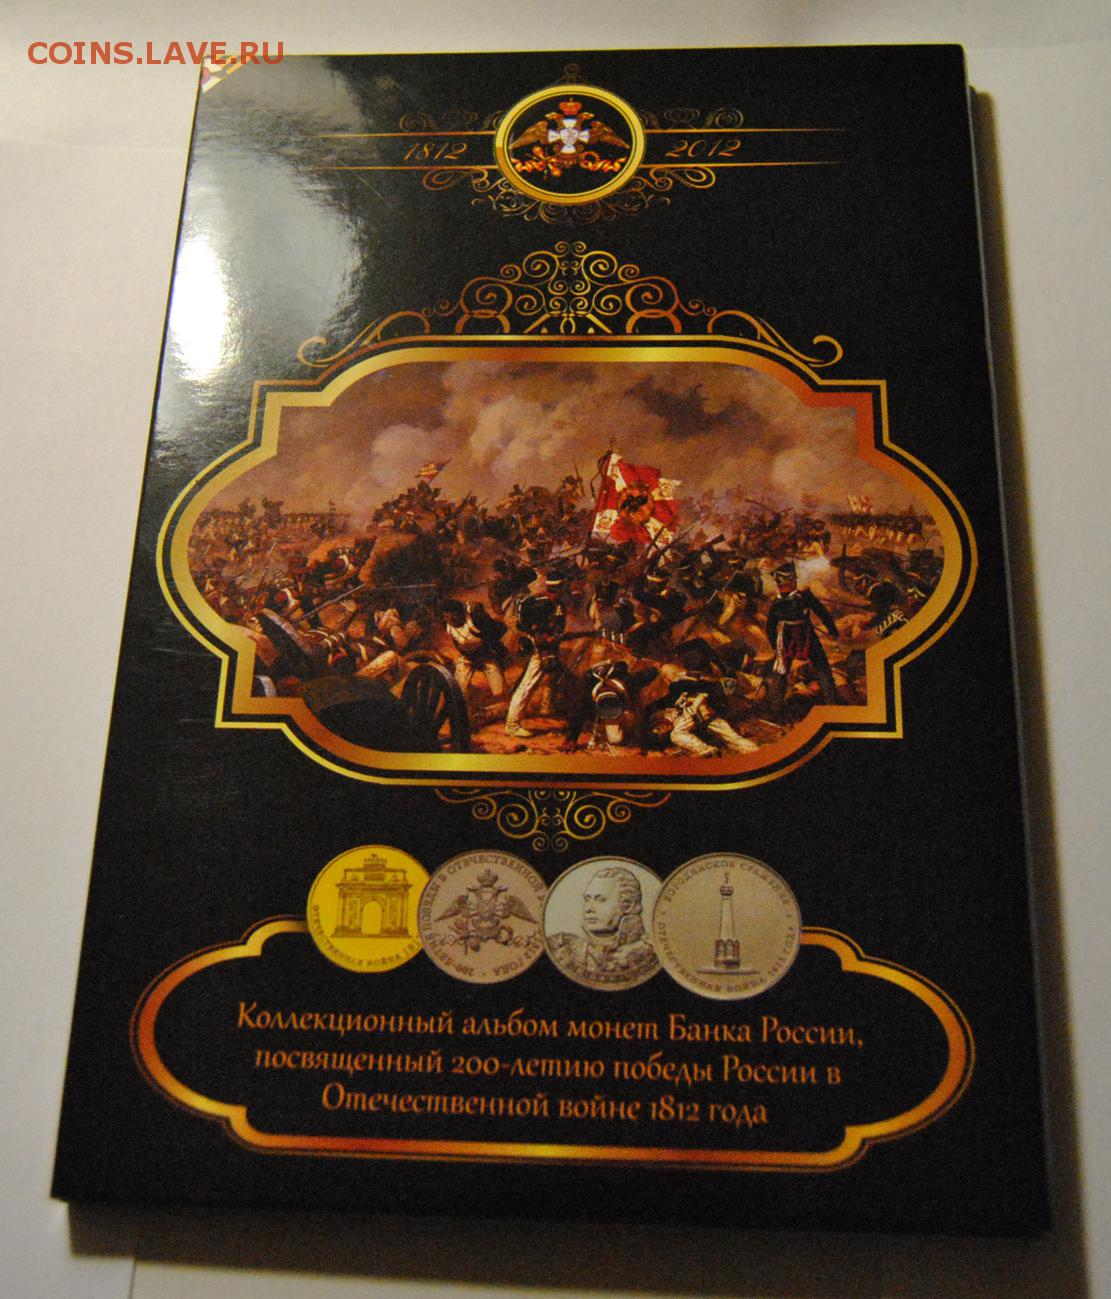 COINS.LAVE.RU
1812 2012
Коллекционный альбом монет Банка России,
посвященный 200-летию победы России в
Отечественной войне 1812 года